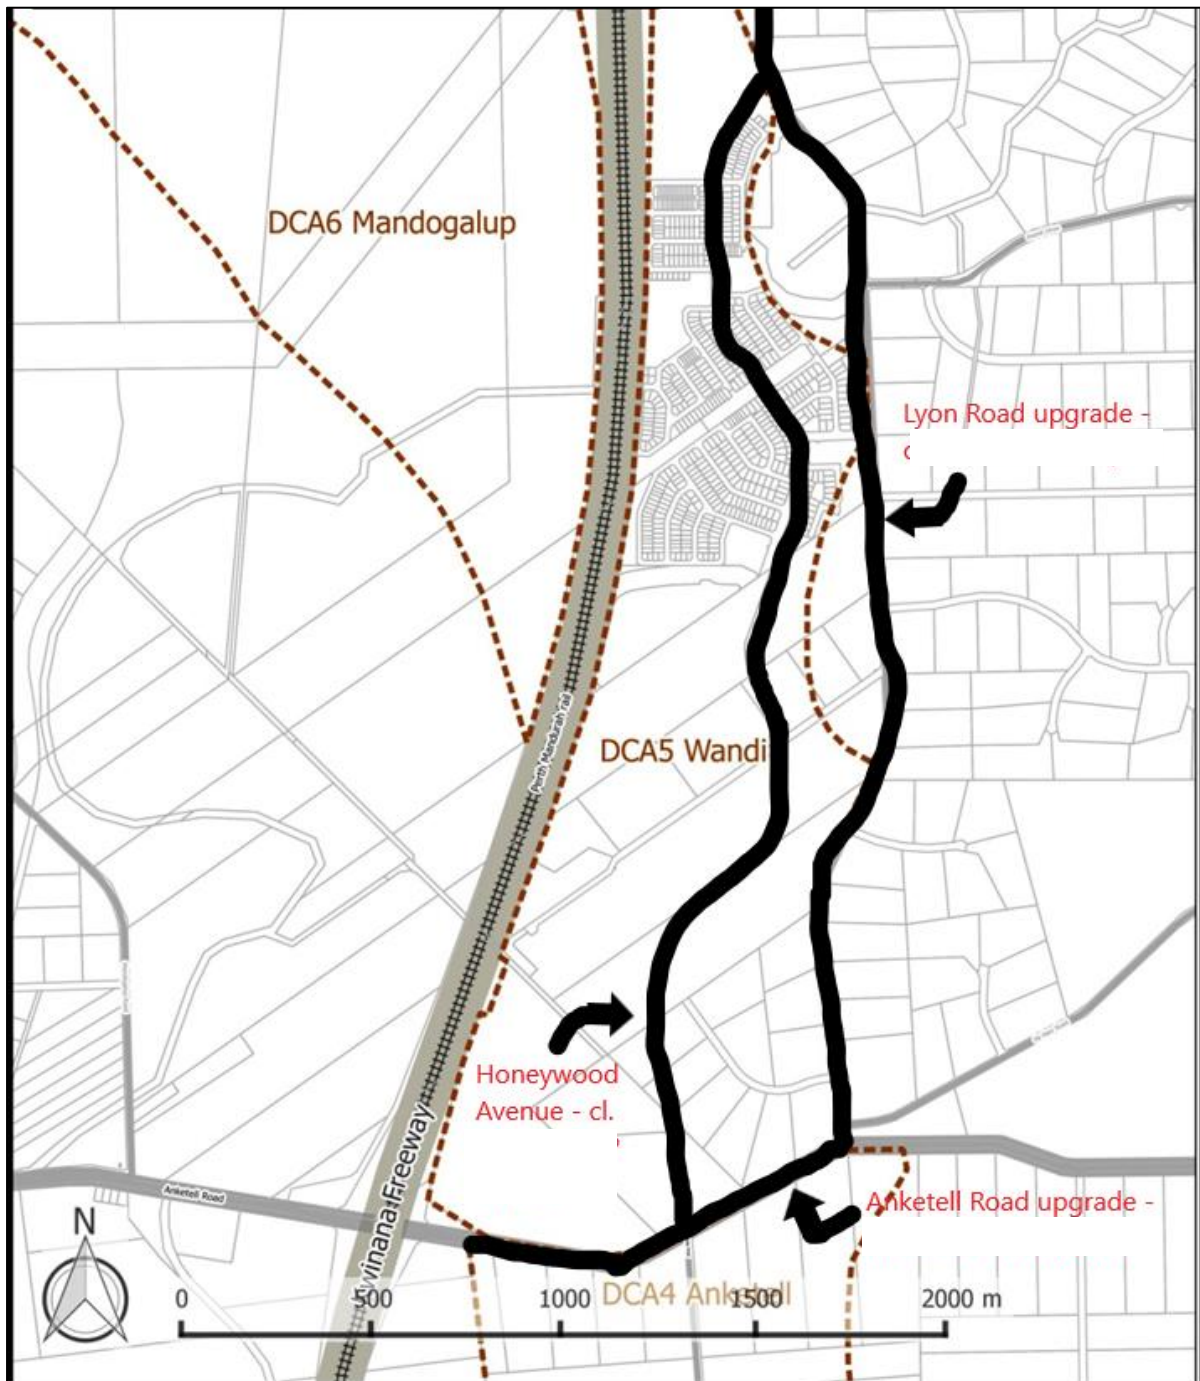 DCA6 Mandogalup
Lyon Road upgrade -
Perth Mandurah rail
DCA5 Wandi
Honeywood
Avenue - cl.
Anketell Road
winana Freeway
Anketell Road upgrade -
N
DCA4 Anketell
0 500 1000 1500 2000 m